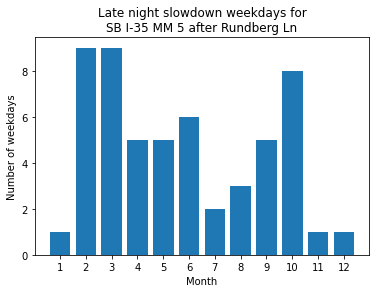 Late night slowdown weekdays for
SB I-35 MM 5 after Rundberg Ln
Number of weekdays
8
6
4
2
0
1 2 3 4 5 6 7 8 9 10 11 12
Month